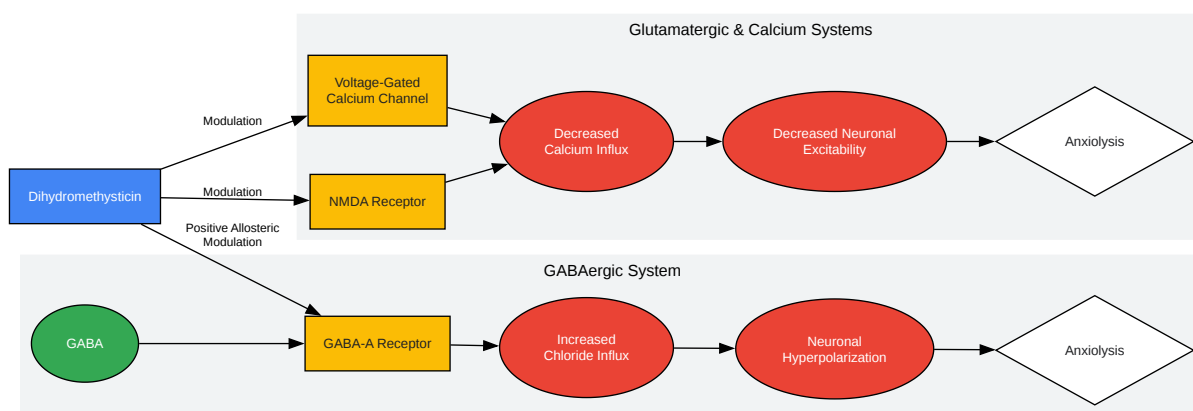 Glutamatergic & Calcium Systems
Voltage-Gated
Calcium Channel
Modulation
Decreased
Calcium Influx
Decreased Neuronal
Excitability
Anxiolysis
Dihydromethysticin
Modulation
NMDA Receptor
Positive Allosteric
Modulation
GABAergic System
GABA
GABA-A Receptor
Increased
Chloride Influx
Neuronal
Hyperpolarization
Anxiolysis